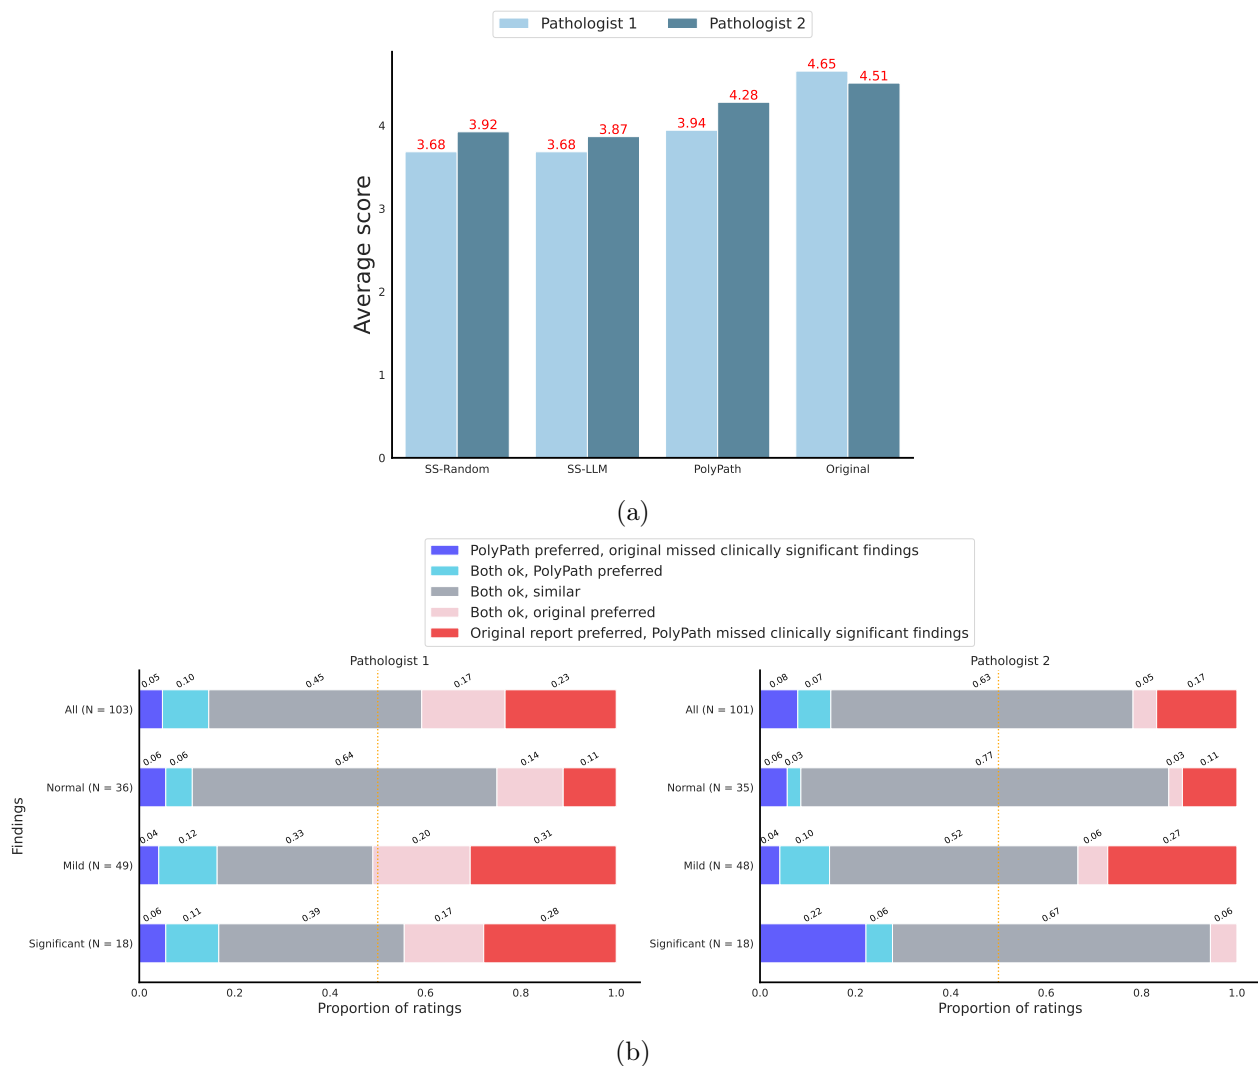 Pathologist 1 Pathologist 2
4.65
4.51
4.28
3.94
3.92
3.87
3.68
3.68
Average score
4
3
2
1
0
SS-Random SS-LLM PolyPath Original
(a)
PolyPath preferred, original missed clinically significant findings
Both ok, PolyPath preferred
Both ok, similar
Both ok, original preferred
Original report preferred, PolyPath missed clinically significant findings
Pathologist 1
0.05 0.10 0.45 0.17 0.23
All (N = 103)
0.06 0.06 0.64 0.14 0.11
Normal (N = 36)
0.04 0.12 0.33 0.20 0.31
Mild (N = 49)
0.06 0.11 0.39 0.17 0.28
Significant (N = 18)
Findings
0.0 0.2 0.4 0.6 0.8 1.0
Proportion of ratings
Pathologist 2
0.08 0.07 0.63 0.05 0.17
All (N = 101)
0.06 0.03 0.77 0.03 0.11
Normal (N = 35)
0.04 0.10 0.52 0.06 0.27
Mild (N = 48)
0.22 0.06 0.67 0.06
Significant (N = 18)
0.0 0.2 0.4 0.6 0.8 1.0
Proportion of ratings
(b)